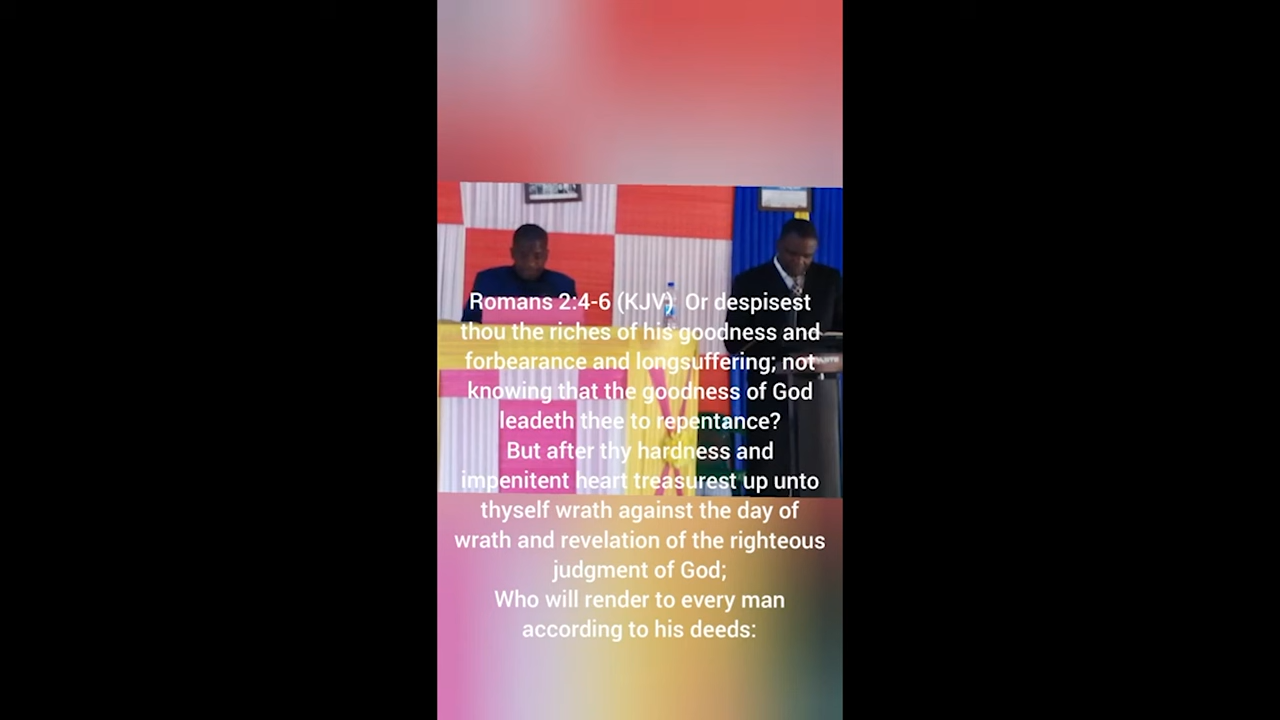 Romans 2:4-6 (KJV)  Or despisest
thou the riches of his goodness and
forbearance and longsuffering; not
knowing that the goodness of God
leadeth thee to repentance?
But after thy hardness and
impenitent heart treasurest up unto
thyself wrath against the day of
wrath and revelation of the righteous
judgment of God;
Who will render to every man
according to his deeds: